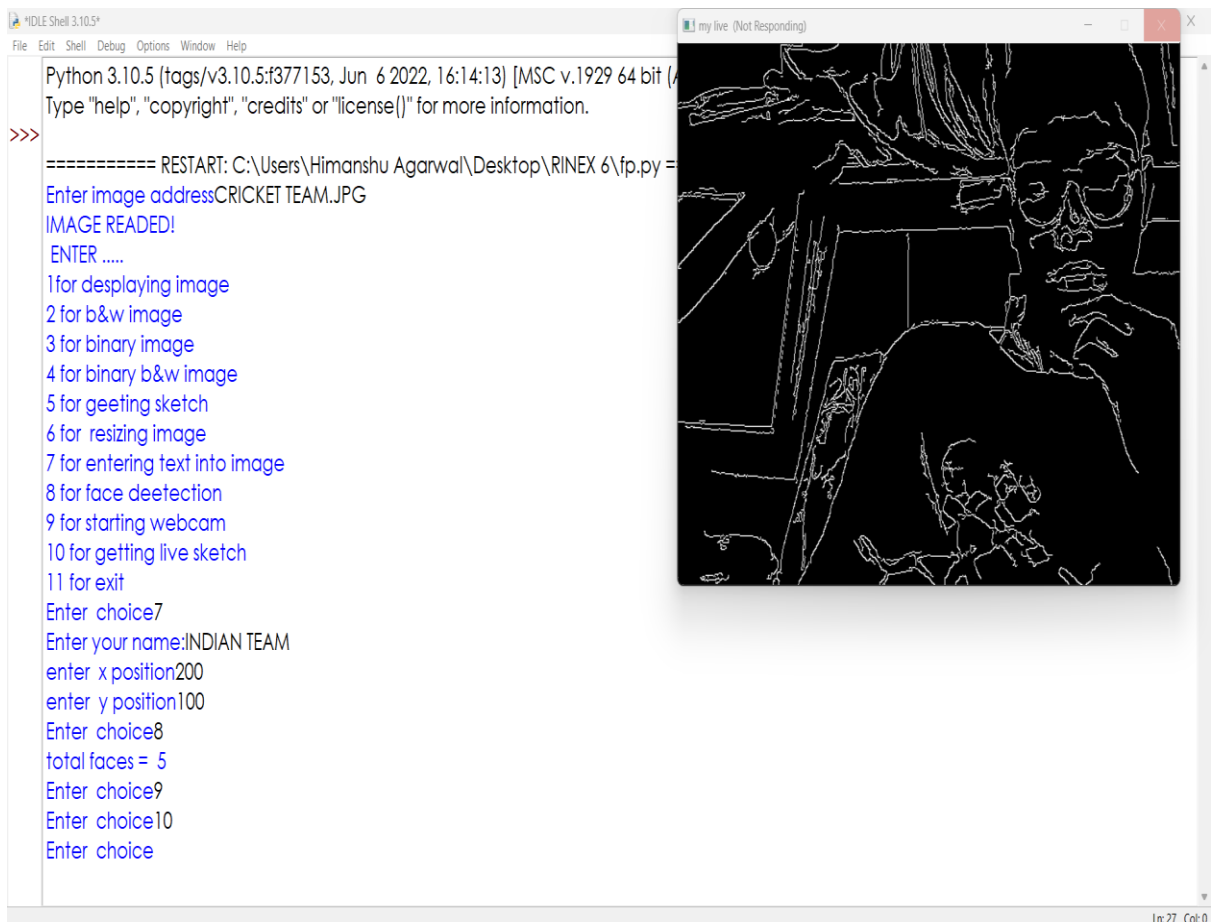 *IDLE Shell 3.10.5*
File Edit Shell Debug Options Window Help
my live (Not Responding)
Python 3.10.5 (tags/v3.10.5:f377153, Jun 6 2022, 16:14:13) [MSC v.1929 64 bit (
Type "help", "copyright", "credits" or "license()" for more information.
>>>
=========== RESTART: C:\Users\Himanshu Agarwal\Desktop\RINEX 6\fp.py =
Enter image addressCRICKET TEAM.JPG
IMAGE READED!
ENTER .....
1for desplaying image
2 for b&w image
3 for binary image
4 for binary b&w image
5 for geeting sketch
6 for  resizing image
7 for entering text into image
8 for face deetection
9 for starting webcam
10 for getting live sketch
11 for exit
Enter  choice7
Enter your name:INDIAN TEAM
enter  x position200
enter  y position100
Enter  choice8
total faces =  5
Enter  choice9
Enter  choice10
Enter  choice
Ln: 27 Col: 0